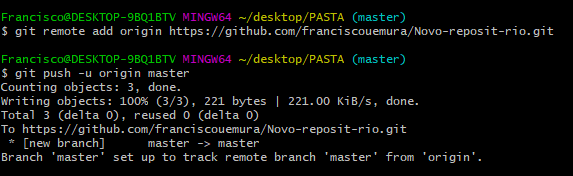 Francisco@DESKTOP-9BQ1BTV MINGW64 ~/desktop/PASTA (master)
$ git remote add origin https://github.com/franciscouemura/Novo-reposit-rio.git
Francisco@DESKTOP-9BQ1BTV MINGW64 ~/desktop/PASTA (master)
$ git push -u origin master
Counting objects: 3, done.
Writing objects: 100% (3/3), 221 bytes | 221.00 KiB/s, done.
Total 3 (delta 0), reused 0 (delta 0)
To https://github.com/franciscouemura/Novo-reposit-rio.git
 * [new branch]      master -> master
Branch 'master' set up to track remote branch 'master' from 'origin'.